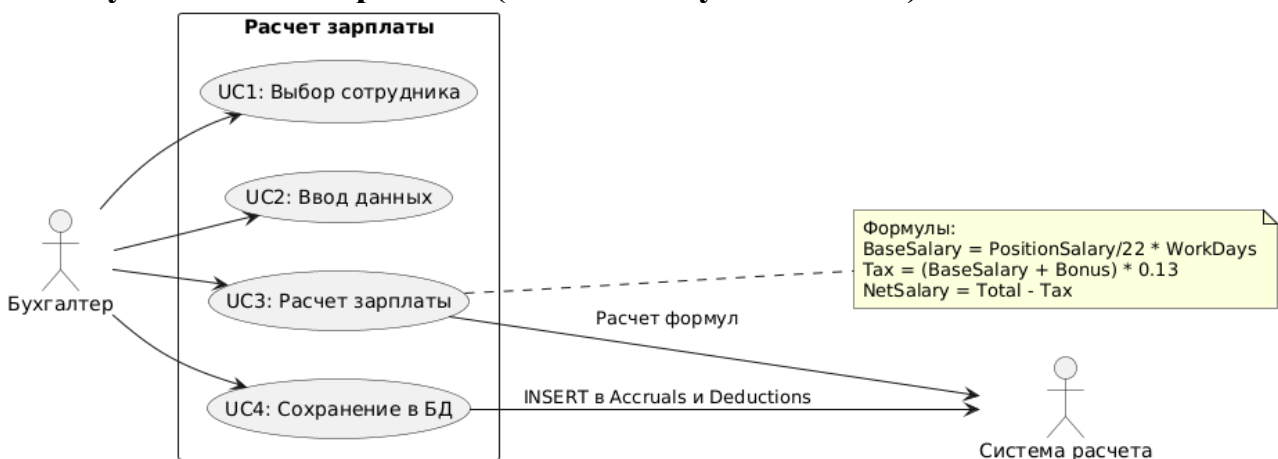 Расчет зарплаты
UC1: Выбор сотрудника
UC2: Ввод данных
Формулы:
BaseSalary = PositionSalary/22 * WorkDays
Tax = (BaseSalary + Bonus) * 0.13
NetSalary = Total - Tax
Бухгалтер
UC3: Расчет зарплаты
Расчет формул
UC4: Сохранение в БД
INSERT в Accruals и Deductions
Система расчета